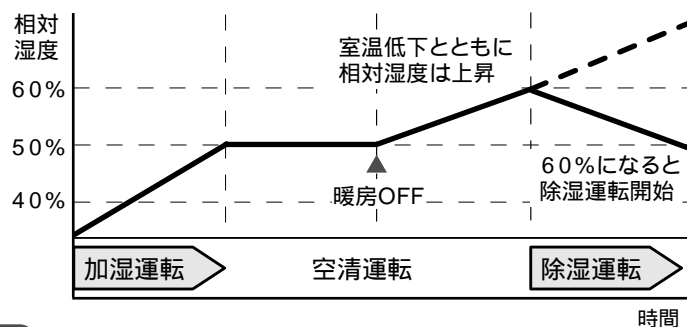 相対
湿度
60%
50%
40%
室温低下とともに
相対湿度は上昇
暖房OFF
60%になると
除湿運転開始
加湿運転
空清運転
除湿運転
時間